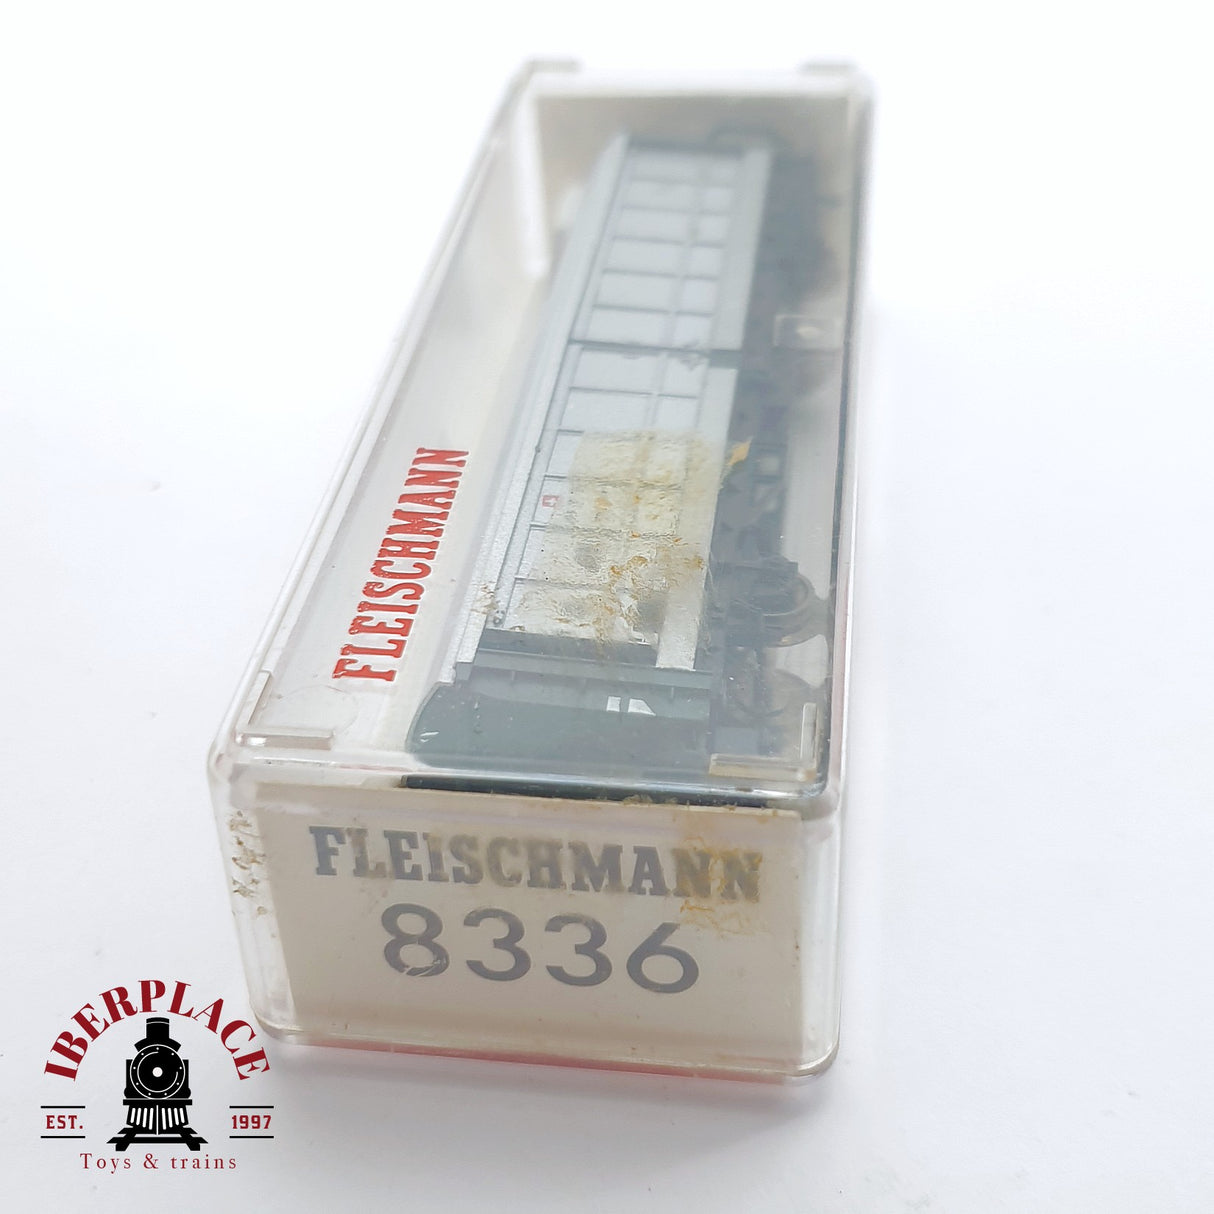 FLEISCHMANN
FLEISCHMANN
8336
IBERPLACE
EST. 1997
Toys & trains